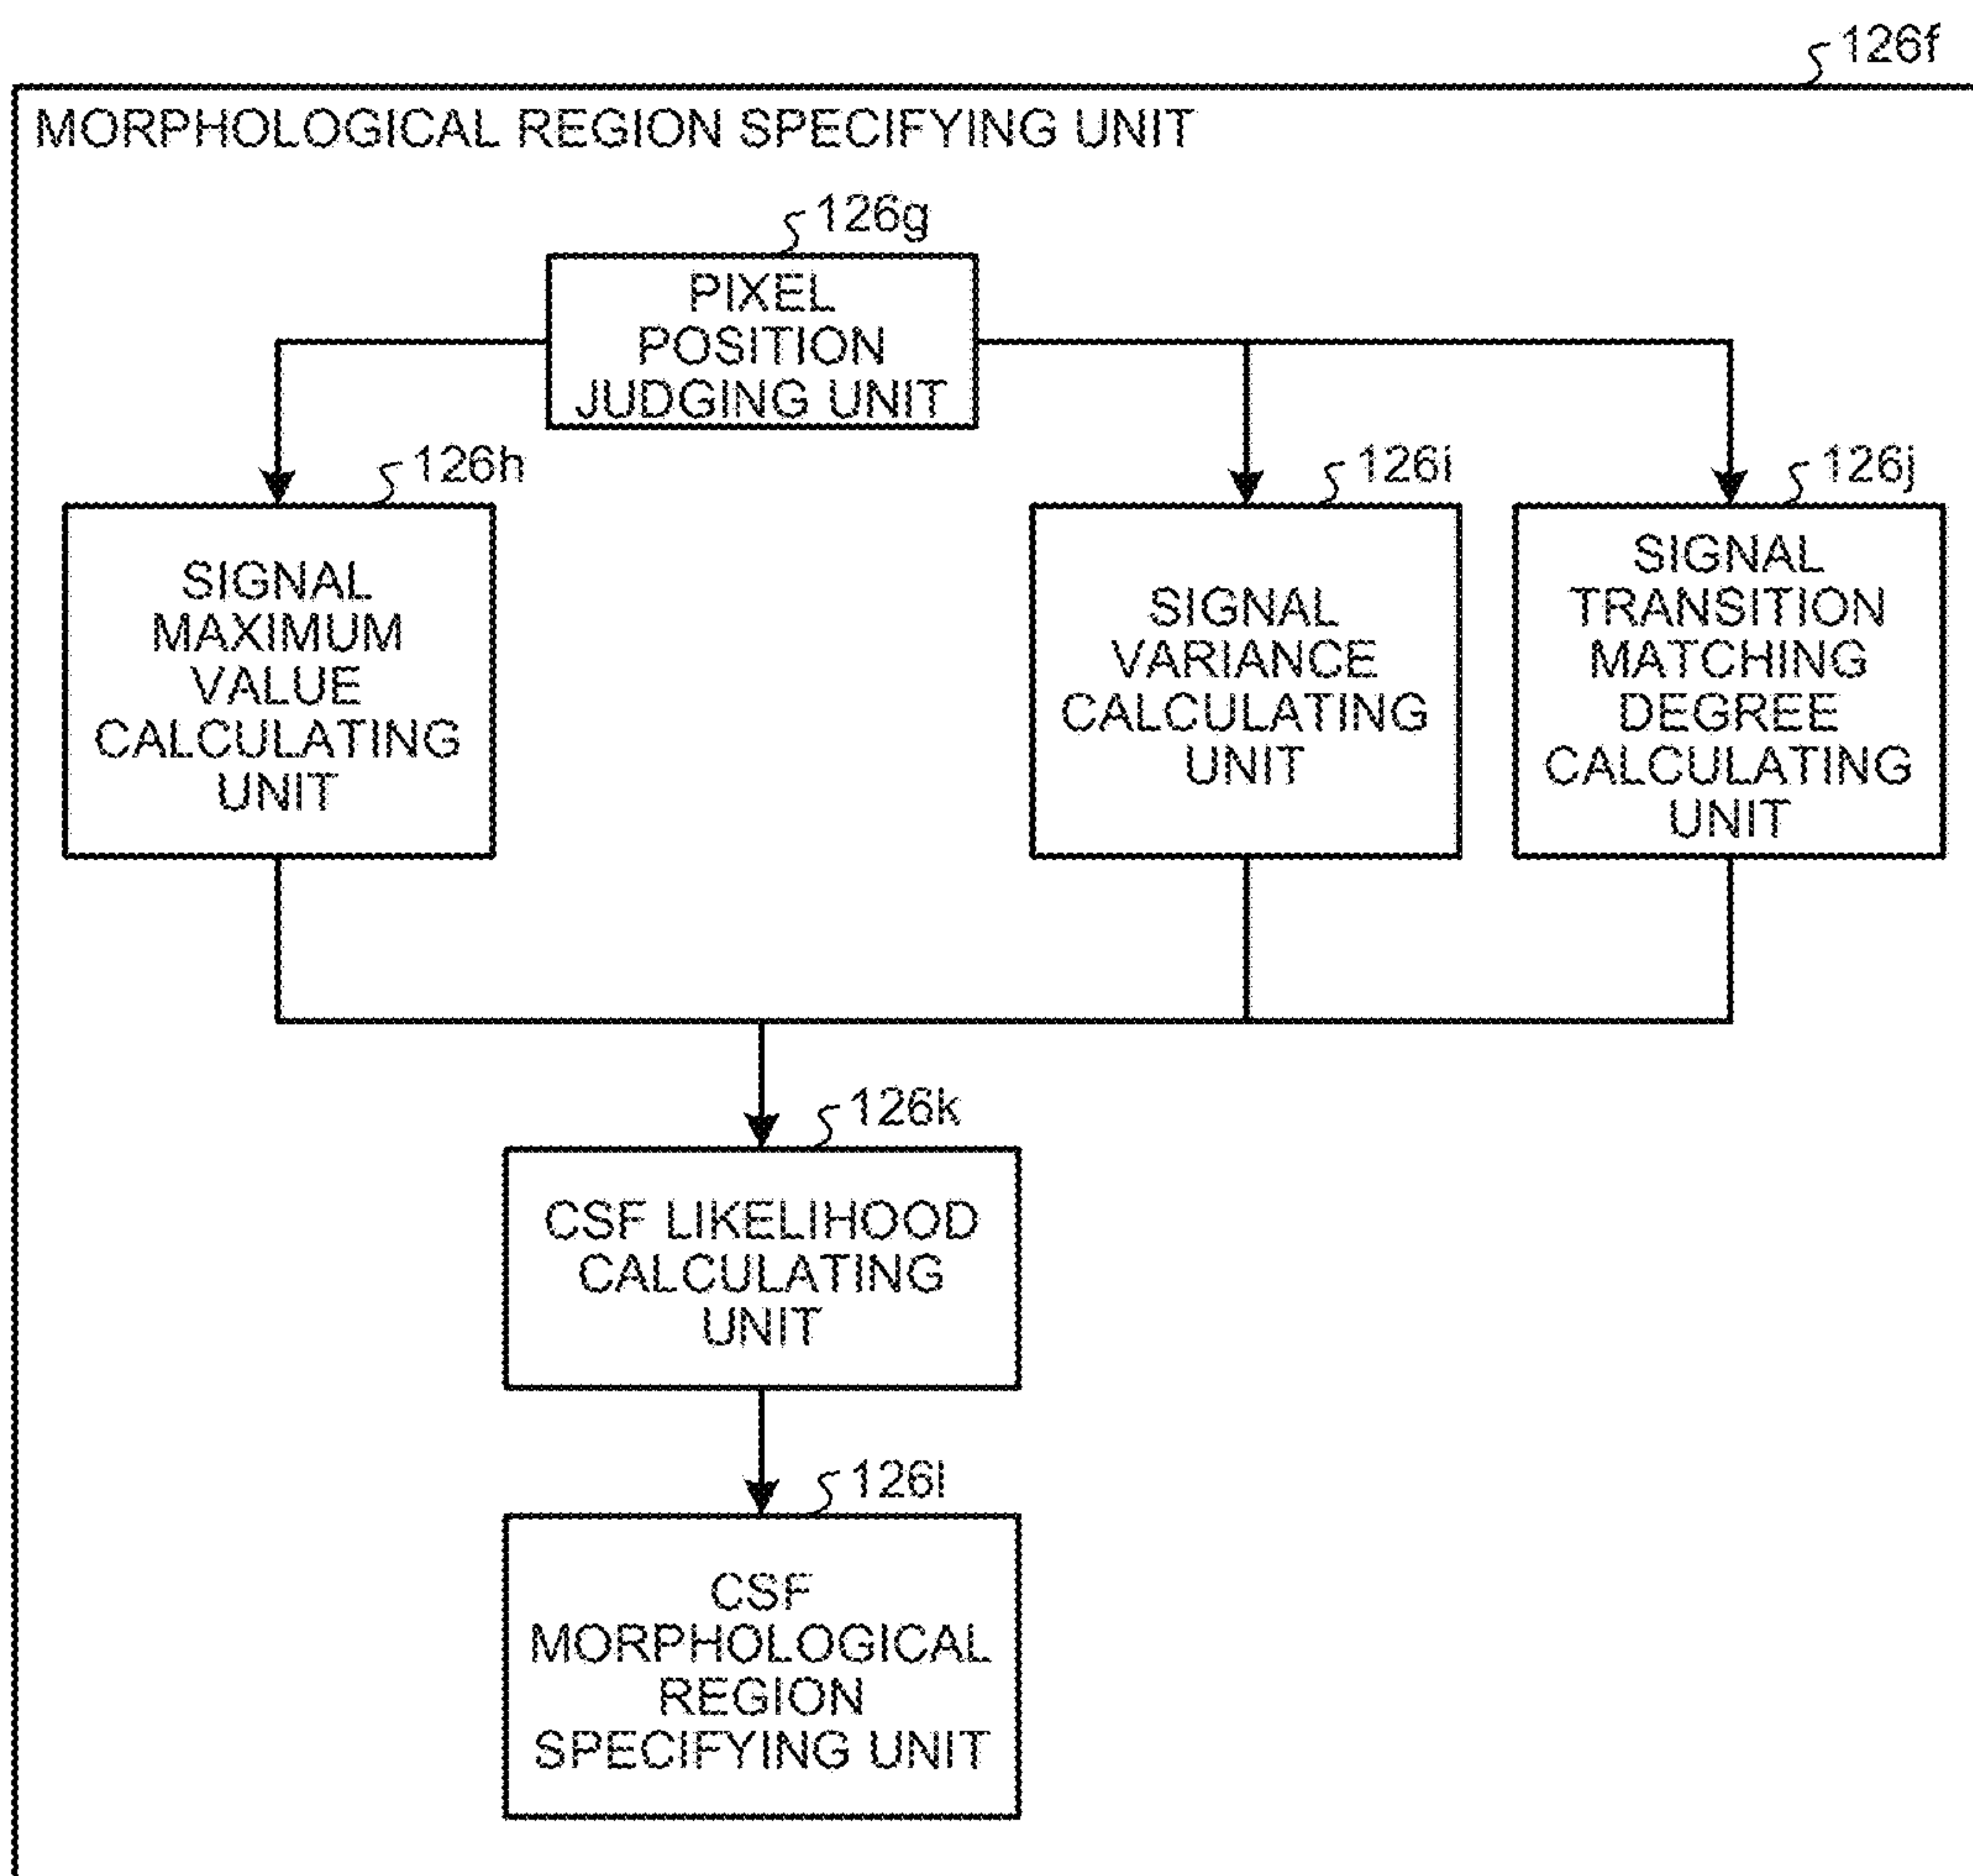 126f
MORPHOLOGICAL REGION SPECIFYING UNIT
126g
PIXEL
POSITION
JUDGING UNIT
126h
SIGNAL
MAXIMUM
VALUE
CALCULATING
UNIT
126i
SIGNAL
VARIANCE
CALCULATING
UNIT
126j
SIGNAL
TRANSITION
MATCHING
DEGREE
CALCULATING
UNIT
126k
CSF LIKELIHOOD
CALCULATING
UNIT
126l
CSF
MORPHOLOGICAL
REGION
SPECIFYING UNIT